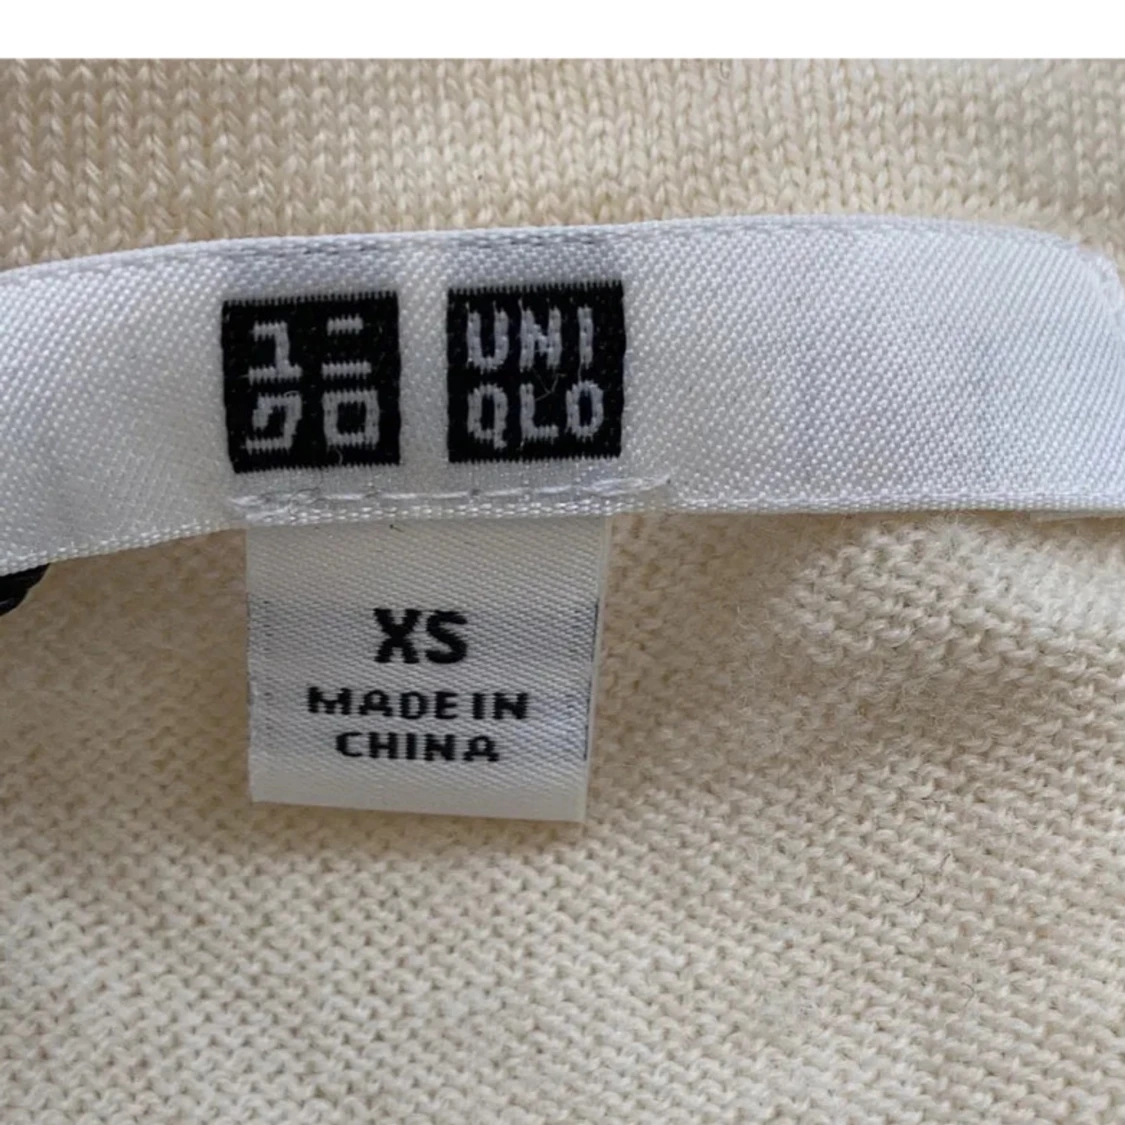 ユニ
クロ
UNI
QLO
XS
MADE IN
CHINA